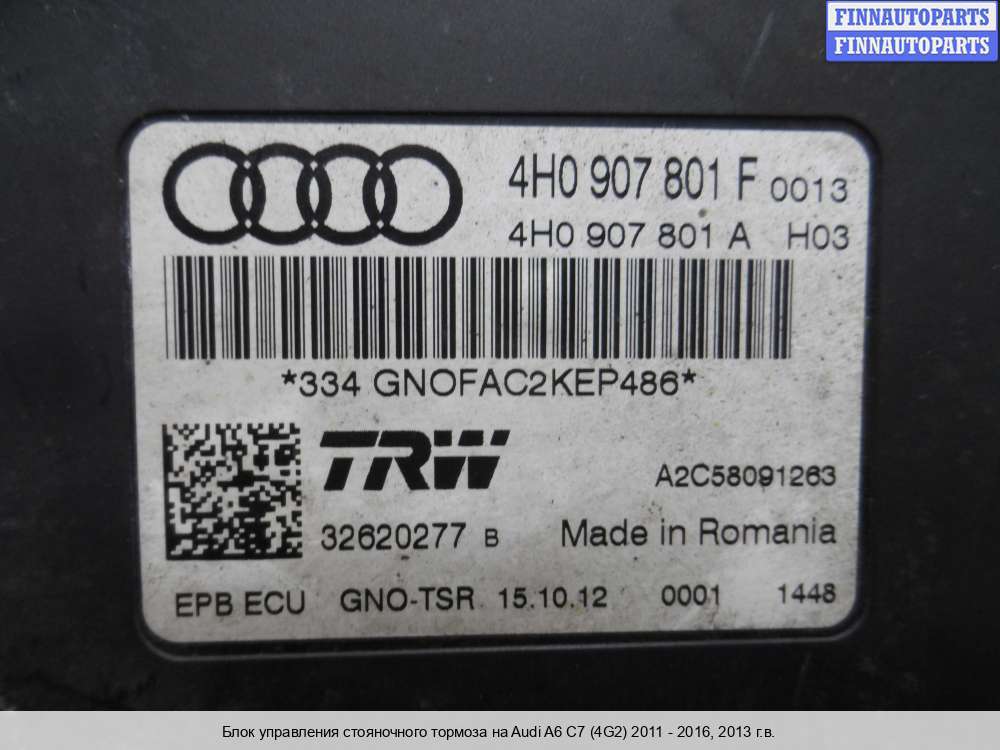 FINNAUTOPARTS
FINNAUTOPARTS
4H0 907 801 F 0013
4H0 907 801 A H03
*334 GNOFAC2KEP486*
TRW
A2C58091263
32620277 B Made in Romania
EPB ECU GNO-TSR 15.10.12 0001 1448
Блок управления стояночного тормоза на Audi A6 C7 (4G2) 2011 - 2016, 2013 г.в.